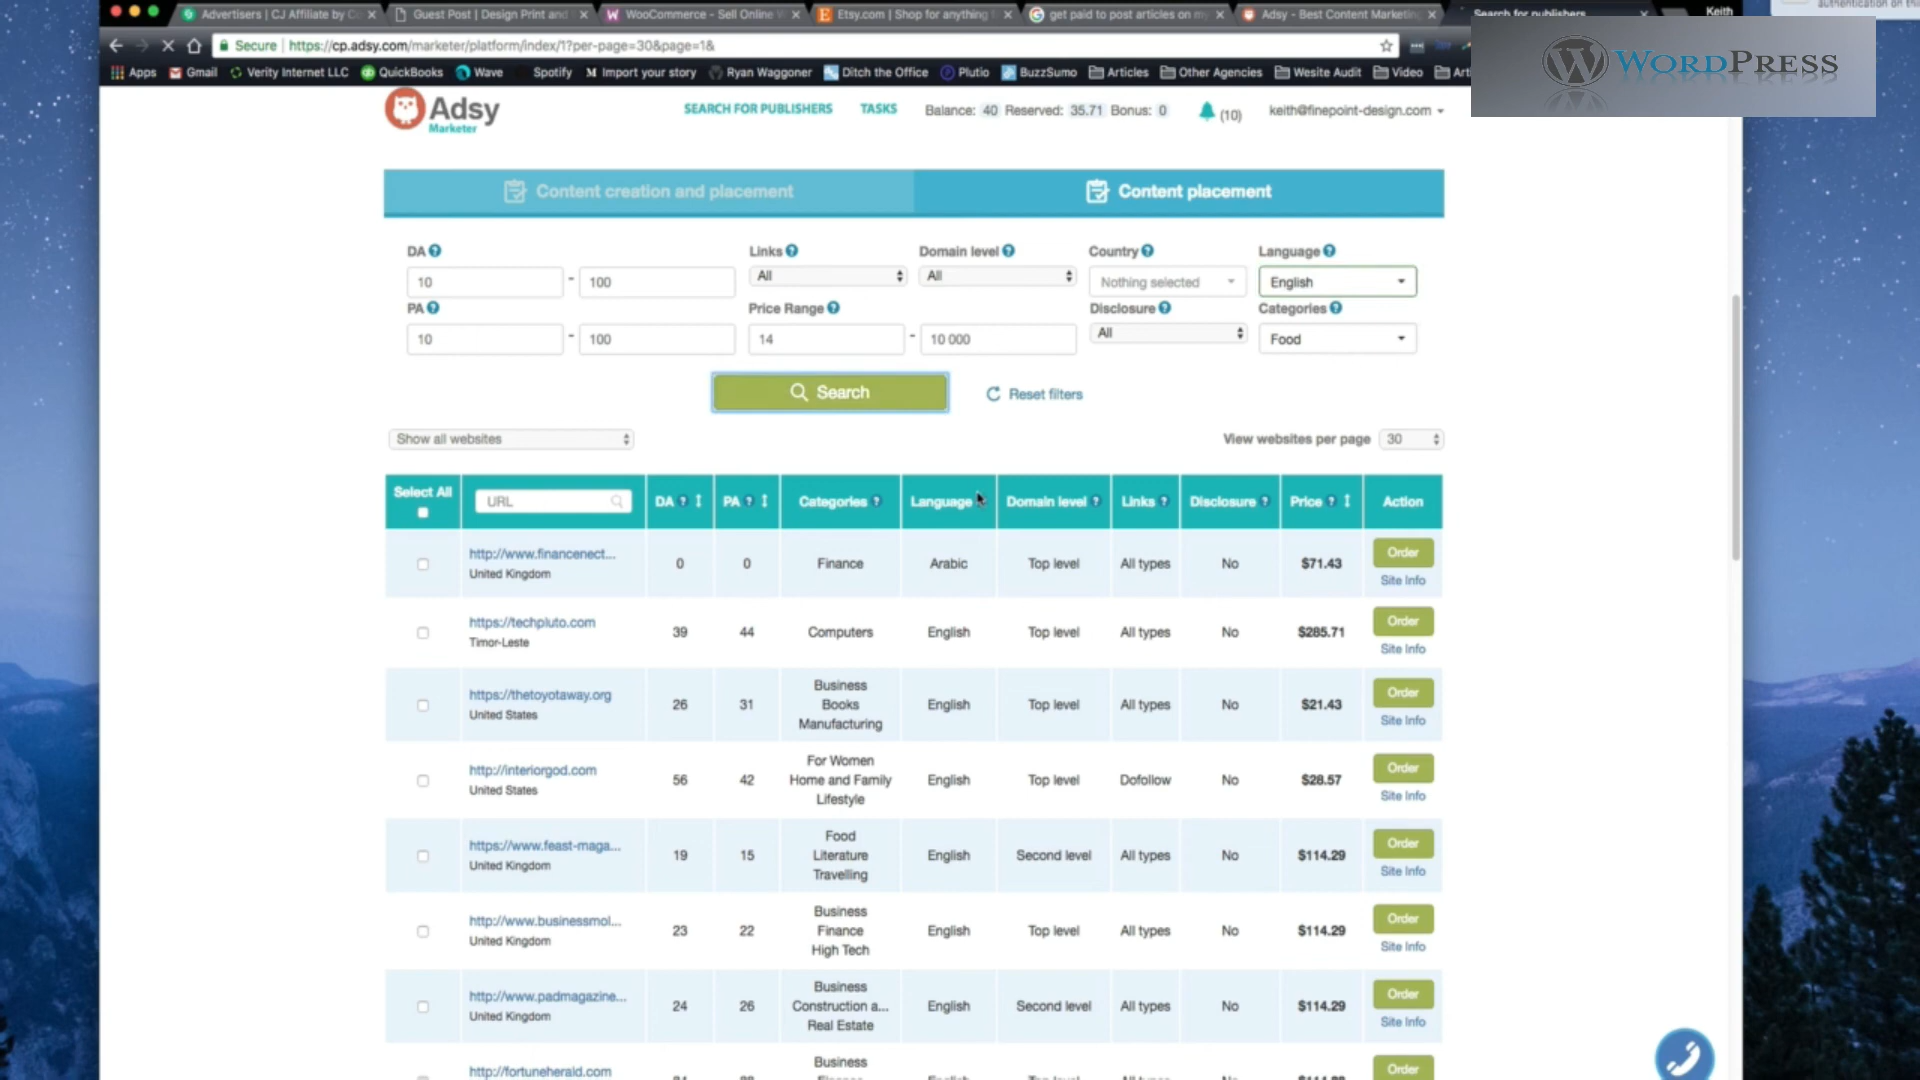 Advertisers | CJ Affiliate by C
Guest Post | Design Print and
WooCommerce - Sell Online
Etsy.com | Shop for anything
get paid to post articles on my
Adsy - Best Content Marketing
Search for publishers
Keith
authentication on this
Secure | https://cp.adsy.com/marketer/platform/index/1?per-page=30&page=1&
WORDPRESS
Apps Gmail Verity Internet LLC QuickBooks Wave Spotify Import your story Ryan Waggoner Ditch the Office Plutio BuzzSumo Articles Other Agencies Wesite Audit Video
Adsy
Marketer
SEARCH FOR PUBLISHERS TASKS Balance: 40 Reserved: 35.71 Bonus: 0 (10) keith@finepoint-design.com
Content creation and placement Content placement
DA Links Domain level Country Language
10 - 100 All All Nothing selected English
PA Price Range Disclosure Categories
10 - 100 14 - 10 000 All Food
Search Reset filters
Show all websites View websites per page 30
Select All URL DA PA Categories Language Domain level Links Disclosure Price Action
http://www.financenect... 0 0 Finance Arabic Top level All types No $71.43 Order
United Kingdom Site Info
https://techpluto.com 39 44 Computers English Top level All types No $285.71 Order
Timor-Leste Site Info
https://thetoyotaway.org 26 31 Business English Top level All types No $21.43 Order
United States Books Site Info
Manufacturing
http://interiorgod.com 56 42 For Women English Top level Dofollow No $28.57 Order
United States Home and Family Site Info
Lifestyle
https://www.feast-maga... 19 15 Food English Second level All types No $114.29 Order
United Kingdom Literature Site Info
Travelling
http://www.businessmol... 23 22 Business English Top level All types No $114.29 Order
United Kingdom Finance Site Info
High Tech
http://www.padmagazine... 24 26 Business English Second level All types No $114.29 Order
United Kingdom Construction a... Site Info
Real Estate
http://fortuneherald.com Business Order